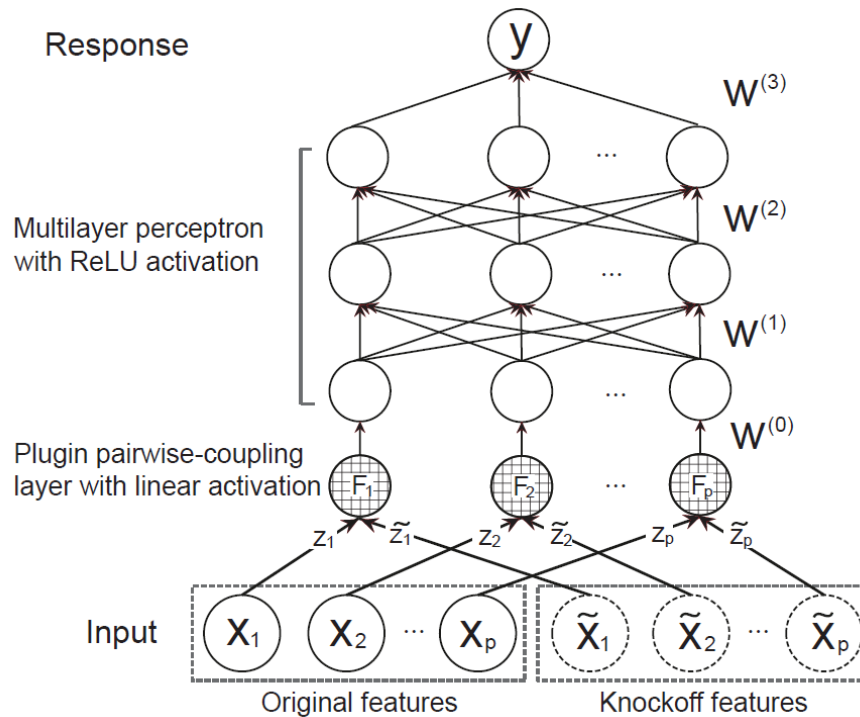 Response
y
W(3)
...
W(2)
Multilayer perceptron
with ReLU activation
...
W(1)
...
W(0)
Plugin pairwise-coupling
layer with linear activation
F1 F2 ... Fp
z1 z̃1 z2 z̃2 zp z̃p
Input
X1 X2 ... Xp X̃1 X̃2 ... X̃p
Original features Knockoff features